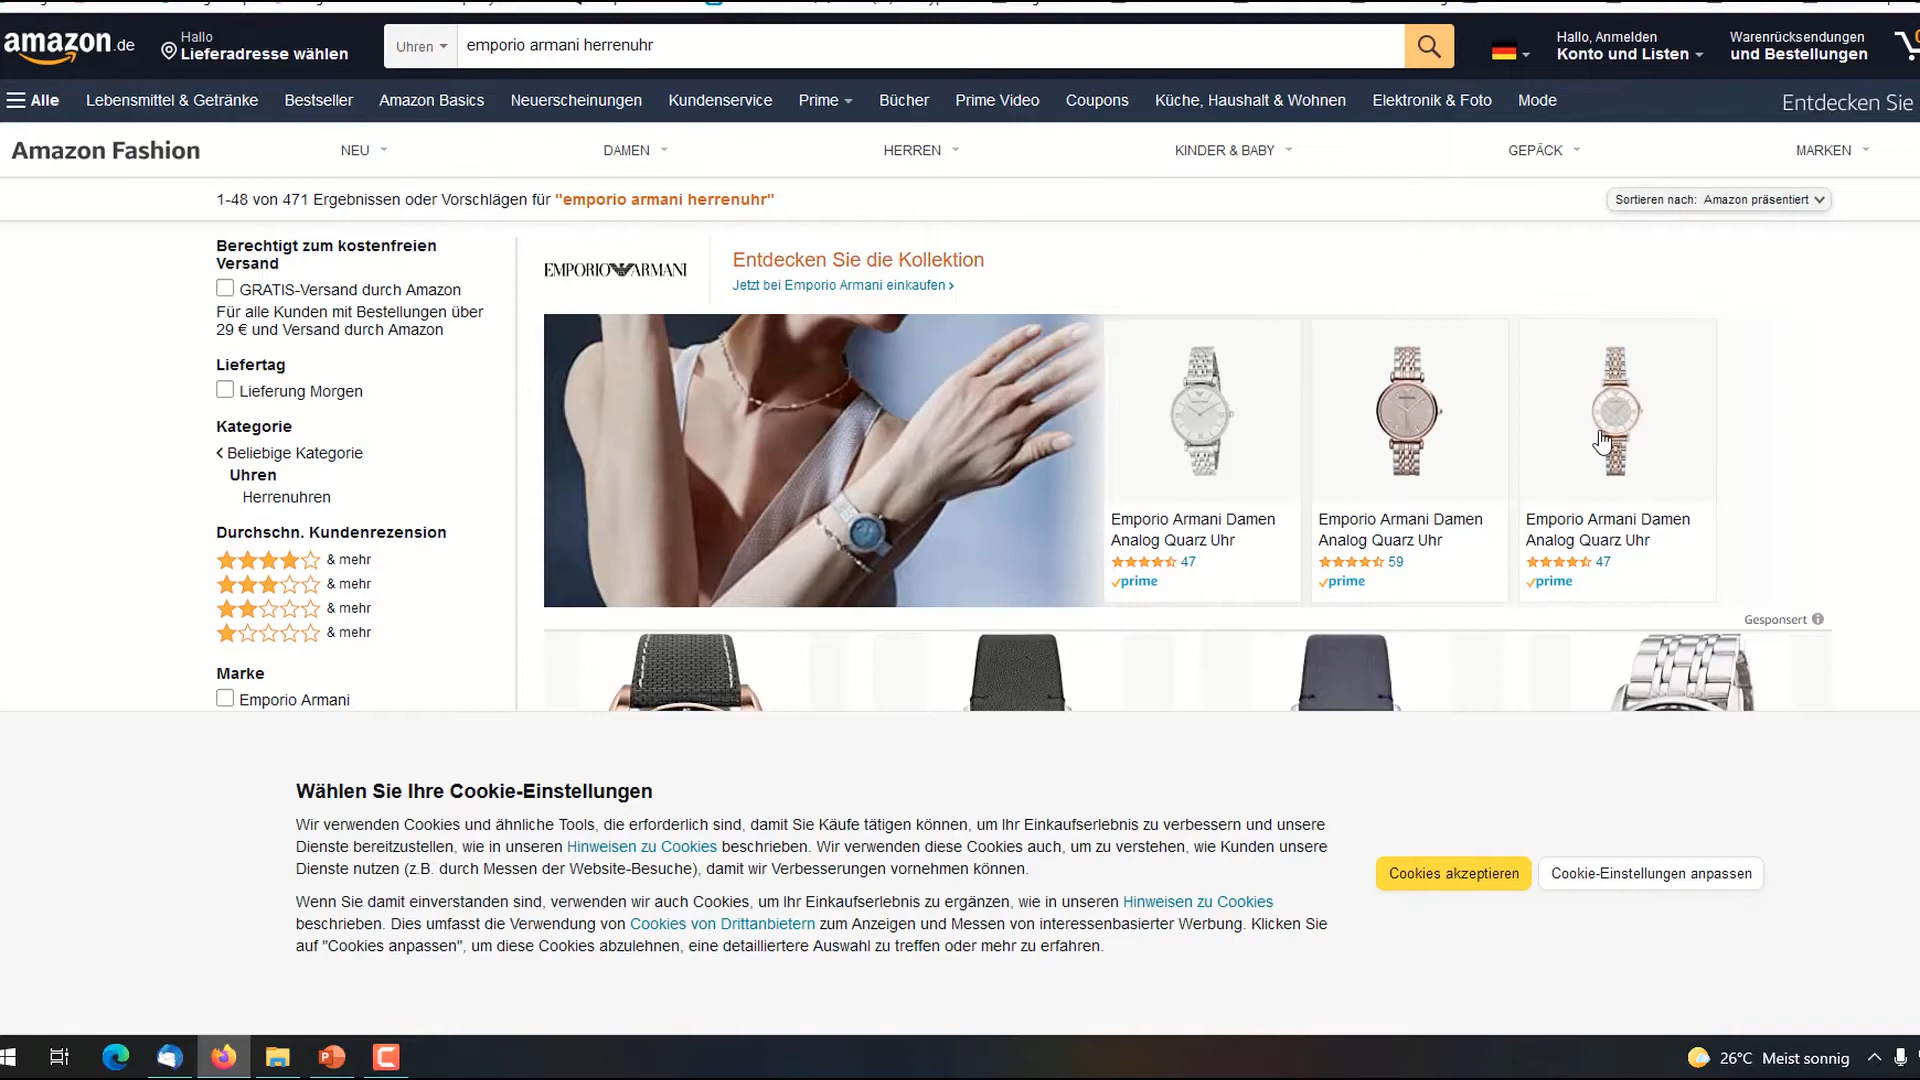 amazon.de
Hallo
Lieferadresse wählen
Uhren
emporio armani herrenuhr
Hallo, Anmelden
Konto und Listen
Warenrücksendungen
und Bestellungen
Alle
Lebensmittel & Getränke
Bestseller
Amazon Basics
Neuerscheinungen
Kundenservice
Prime
Bücher
Prime Video
Coupons
Küche, Haushalt & Wohnen
Elektronik & Foto
Mode
Entdecken Sie
Amazon Fashion
NEU
DAMEN
HERREN
KINDER & BABY
GEPÄCK
MARKEN
1-48 von 471 Ergebnissen oder Vorschlägen für "emporio armani herrenuhr"
Sortieren nach: Amazon präsentiert
Berechtigt zum kostenfreien
Versand
GRATIS-Versand durch Amazon
Für alle Kunden mit Bestellungen über
29 € und Versand durch Amazon
Liefertag
Lieferung Morgen
Kategorie
Beliebige Kategorie
Uhren
Herrenuhren
Durchschn. Kundenrezension
& mehr
& mehr
& mehr
& mehr
Marke
Emporio Armani
EMPORIO ARMANI
Entdecken Sie die Kollektion
Jetzt bei Emporio Armani einkaufen ›
Emporio Armani Damen
Analog Quarz Uhr
47
prime
Emporio Armani Damen
Analog Quarz Uhr
59
prime
Emporio Armani Damen
Analog Quarz Uhr
47
prime
Gesponsert
Wählen Sie Ihre Cookie-Einstellungen
Wir verwenden Cookies und ähnliche Tools, die erforderlich sind, damit Sie Käufe tätigen können, um Ihr Einkaufserlebnis zu verbessern und unsere
Dienste bereitzustellen, wie in unseren Hinweisen zu Cookies beschrieben. Wir verwenden diese Cookies auch, um zu verstehen, wie Kunden unsere
Dienste nutzen (z.B. durch Messen der Website-Besuche), damit wir Verbesserungen vornehmen können.
Wenn Sie damit einverstanden sind, verwenden wir auch Cookies, um Ihr Einkaufserlebnis zu ergänzen, wie in unseren Hinweisen zu Cookies
beschrieben. Dies umfasst die Verwendung von Cookies von Drittanbietern zum Anzeigen und Messen von interessenbasierter Werbung. Klicken Sie
auf "Cookies anpassen", um diese Cookies abzulehnen, eine detailliertere Auswahl zu treffen oder mehr zu erfahren.
Cookies akzeptieren
Cookie-Einstellungen anpassen
26°C Meist sonnig